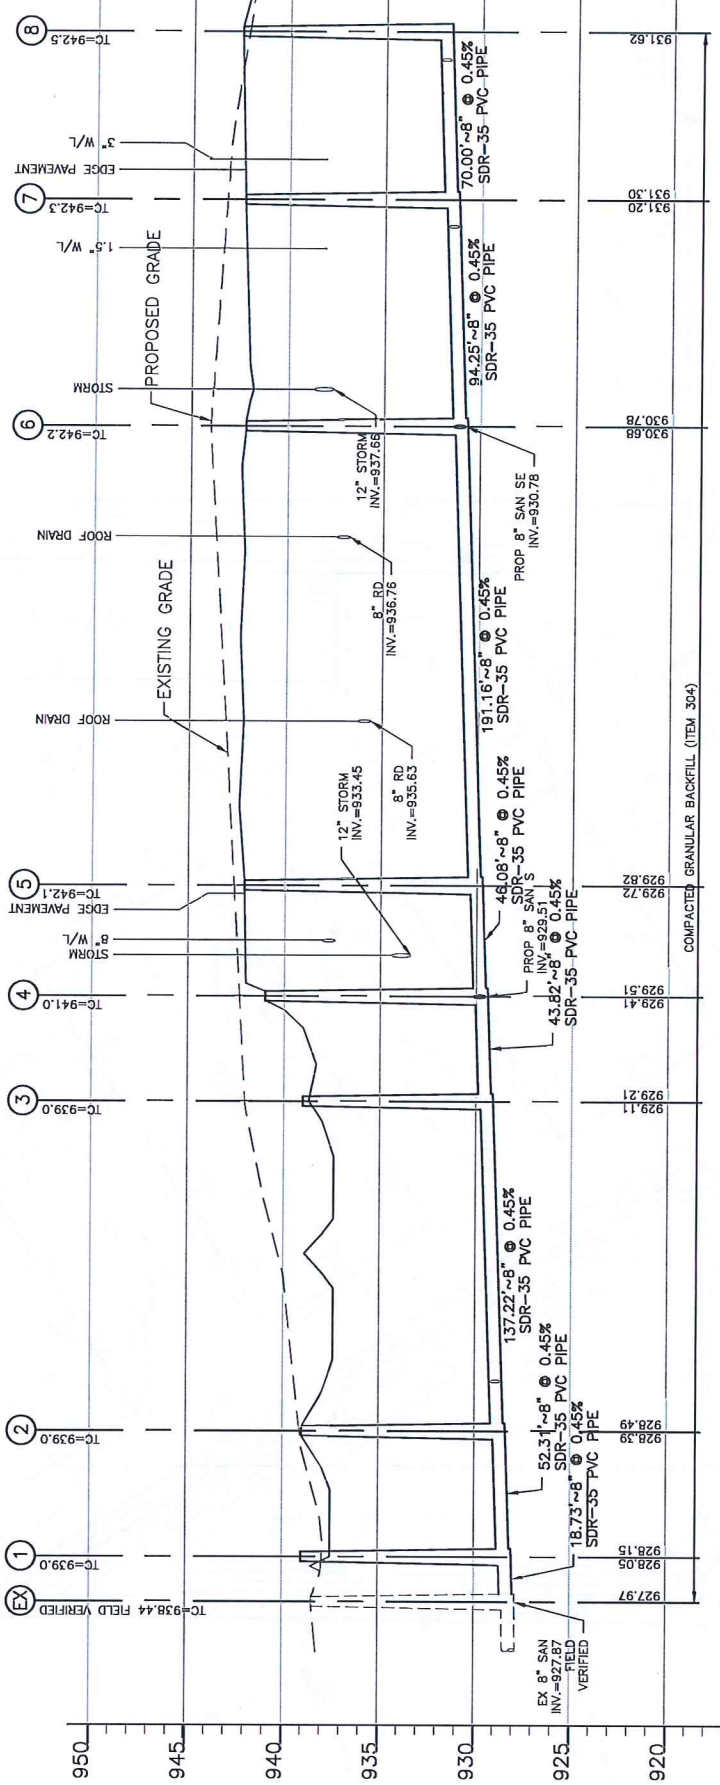 8
TC=942.5
3" W/L
EDGE PAVEMENT
7
TC=942.3
1.5" W/L
PROPOSED GRADE
STORM
6
TC=942.2
12" STORM
INV.=937.66
ROOF DRAIN
8" RD
INV.=936.76
EXISTING GRADE
ROOF DRAIN
8" RD
INV.=935.63
12" STORM
INV.=933.45
5
TC=942.1
EDGE PAVEMENT
8" W/L
STORM
4
TC=941.0
3
TC=939.0
2
TC=939.0
1
TC=939.0
EX
TC=938.44 FIELD VERIFIED
70.00'~8" @ 0.45%
SDR-35 PVC PIPE
94.25'~8" @ 0.45%
SDR-35 PVC PIPE
PROP 8" SAN SE
INV.=930.78
191.16'~8" @ 0.45%
SDR-35 PVC PIPE
46.08'~8" @ 0.45%
SDR-35 PVC PIPE
PROP 8" SAN S
INV.=929.51
43.82'~8" @ 0.45%
SDR-35 PVC PIPE
137.22'~8" @ 0.45%
SDR-35 PVC PIPE
52.31'~8" @ 0.45%
SDR-35 PVC PIPE
18.73'~8" @ 0.45%
SDR-35 PVC PIPE
EX 8" SAN
INV.=927.87
FIELD
VERIFIED
931.62
931.30
931.20
930.78
930.68
929.82
929.72
929.51
929.41
929.21
929.11
928.49
928.39
928.15
928.05
927.97
COMPACTED GRANULAR BACKFILL (ITEM 304)
950
945
940
935
930
925
920